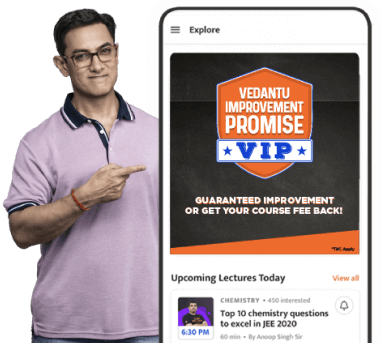 Explore
VEDANTU
IMPROVEMENT
PROMISE
VIP
GUARANTEED IMPROVEMENT
OR GET YOUR COURSE FEE BACK!
*T&C Apply
Upcoming Lectures Today
View all
CHEMISTRY • 450 interested
Top 10 chemistry questions
to excel in JEE 2020
6:30 PM
60 min • By Anoop Singh Sir